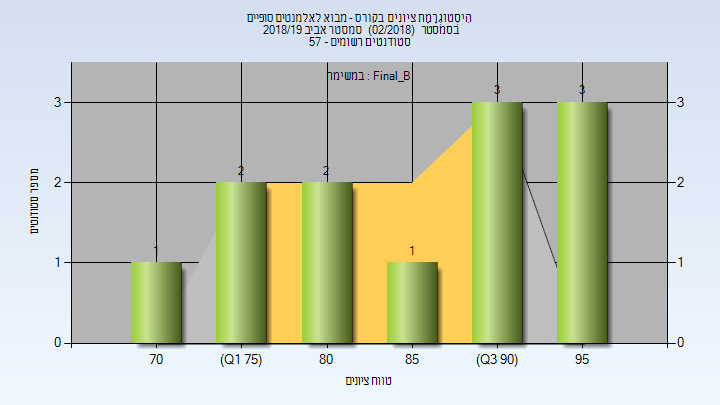 היסטוגרמת ציונים בקורס - מבוא לאלמנטים סופיים
בסמסטר (02/2018) סמסטר אביב 2018/19
סטודנטים רשומים - 57
במשימר : Final_B
3 3 3 3
2 2 2 2
1 1 1 1
0 0
70 (Q1 75) 80 85 (Q3 90) 95
מספר סטודנטים
טווח ציונים